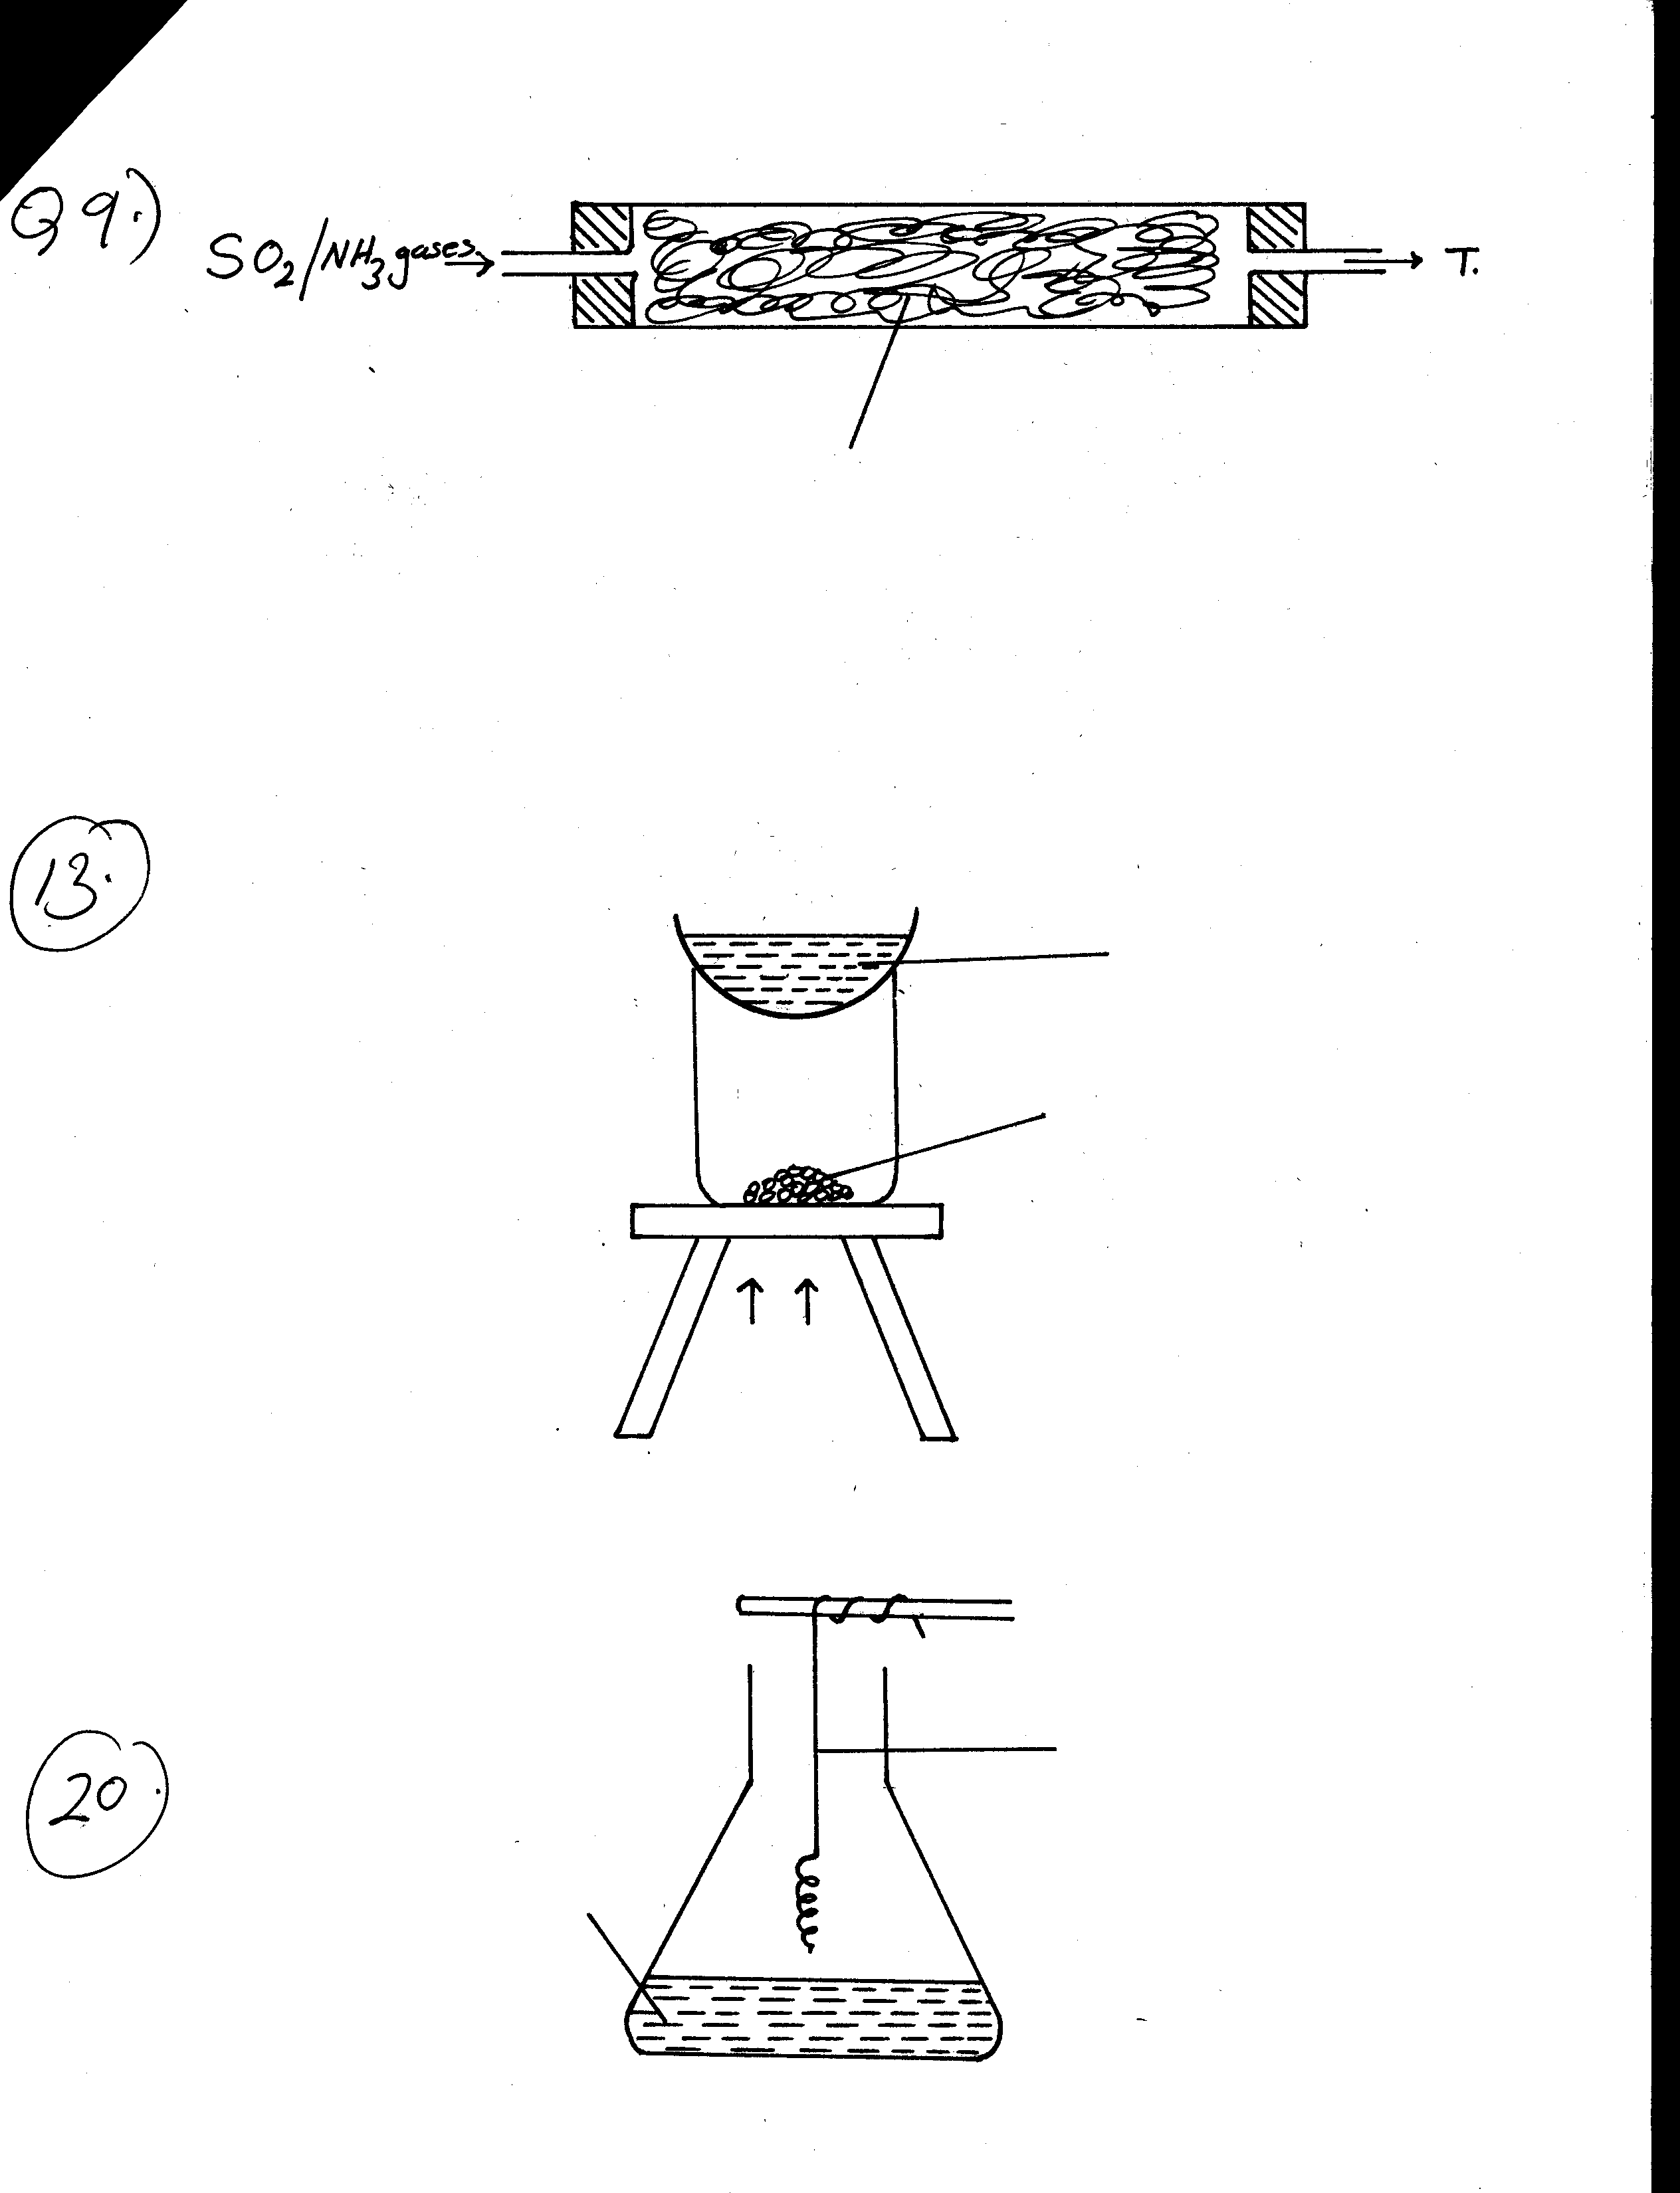 Q9.)
SO2/NH3 gases → → T.
13.
20.